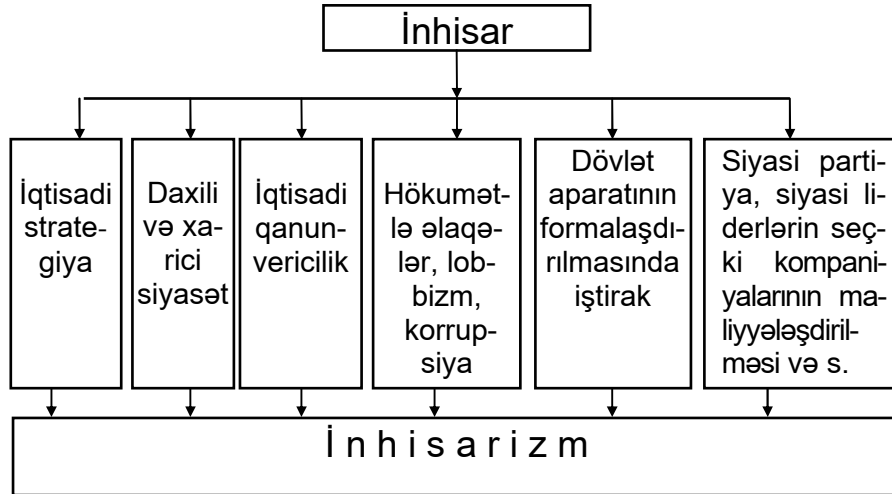 İnhisar
İqtisadi
strate-
giya
Daxili
və xa-
rici
siyasət
İqtisadi
qanun-
vericilik
Hökumət-
lə əlaqə-
lər, lob-
bizm,
korrup-
siya
Dövlət
aparatının
formalaşdı-
rılmasında
iştirak
Siyasi parti-
ya, siyasi li-
derlərin seç-
ki kompani-
yalarının ma-
liyyələşdiril-
məsi və s.
İ n h i s a r i z m